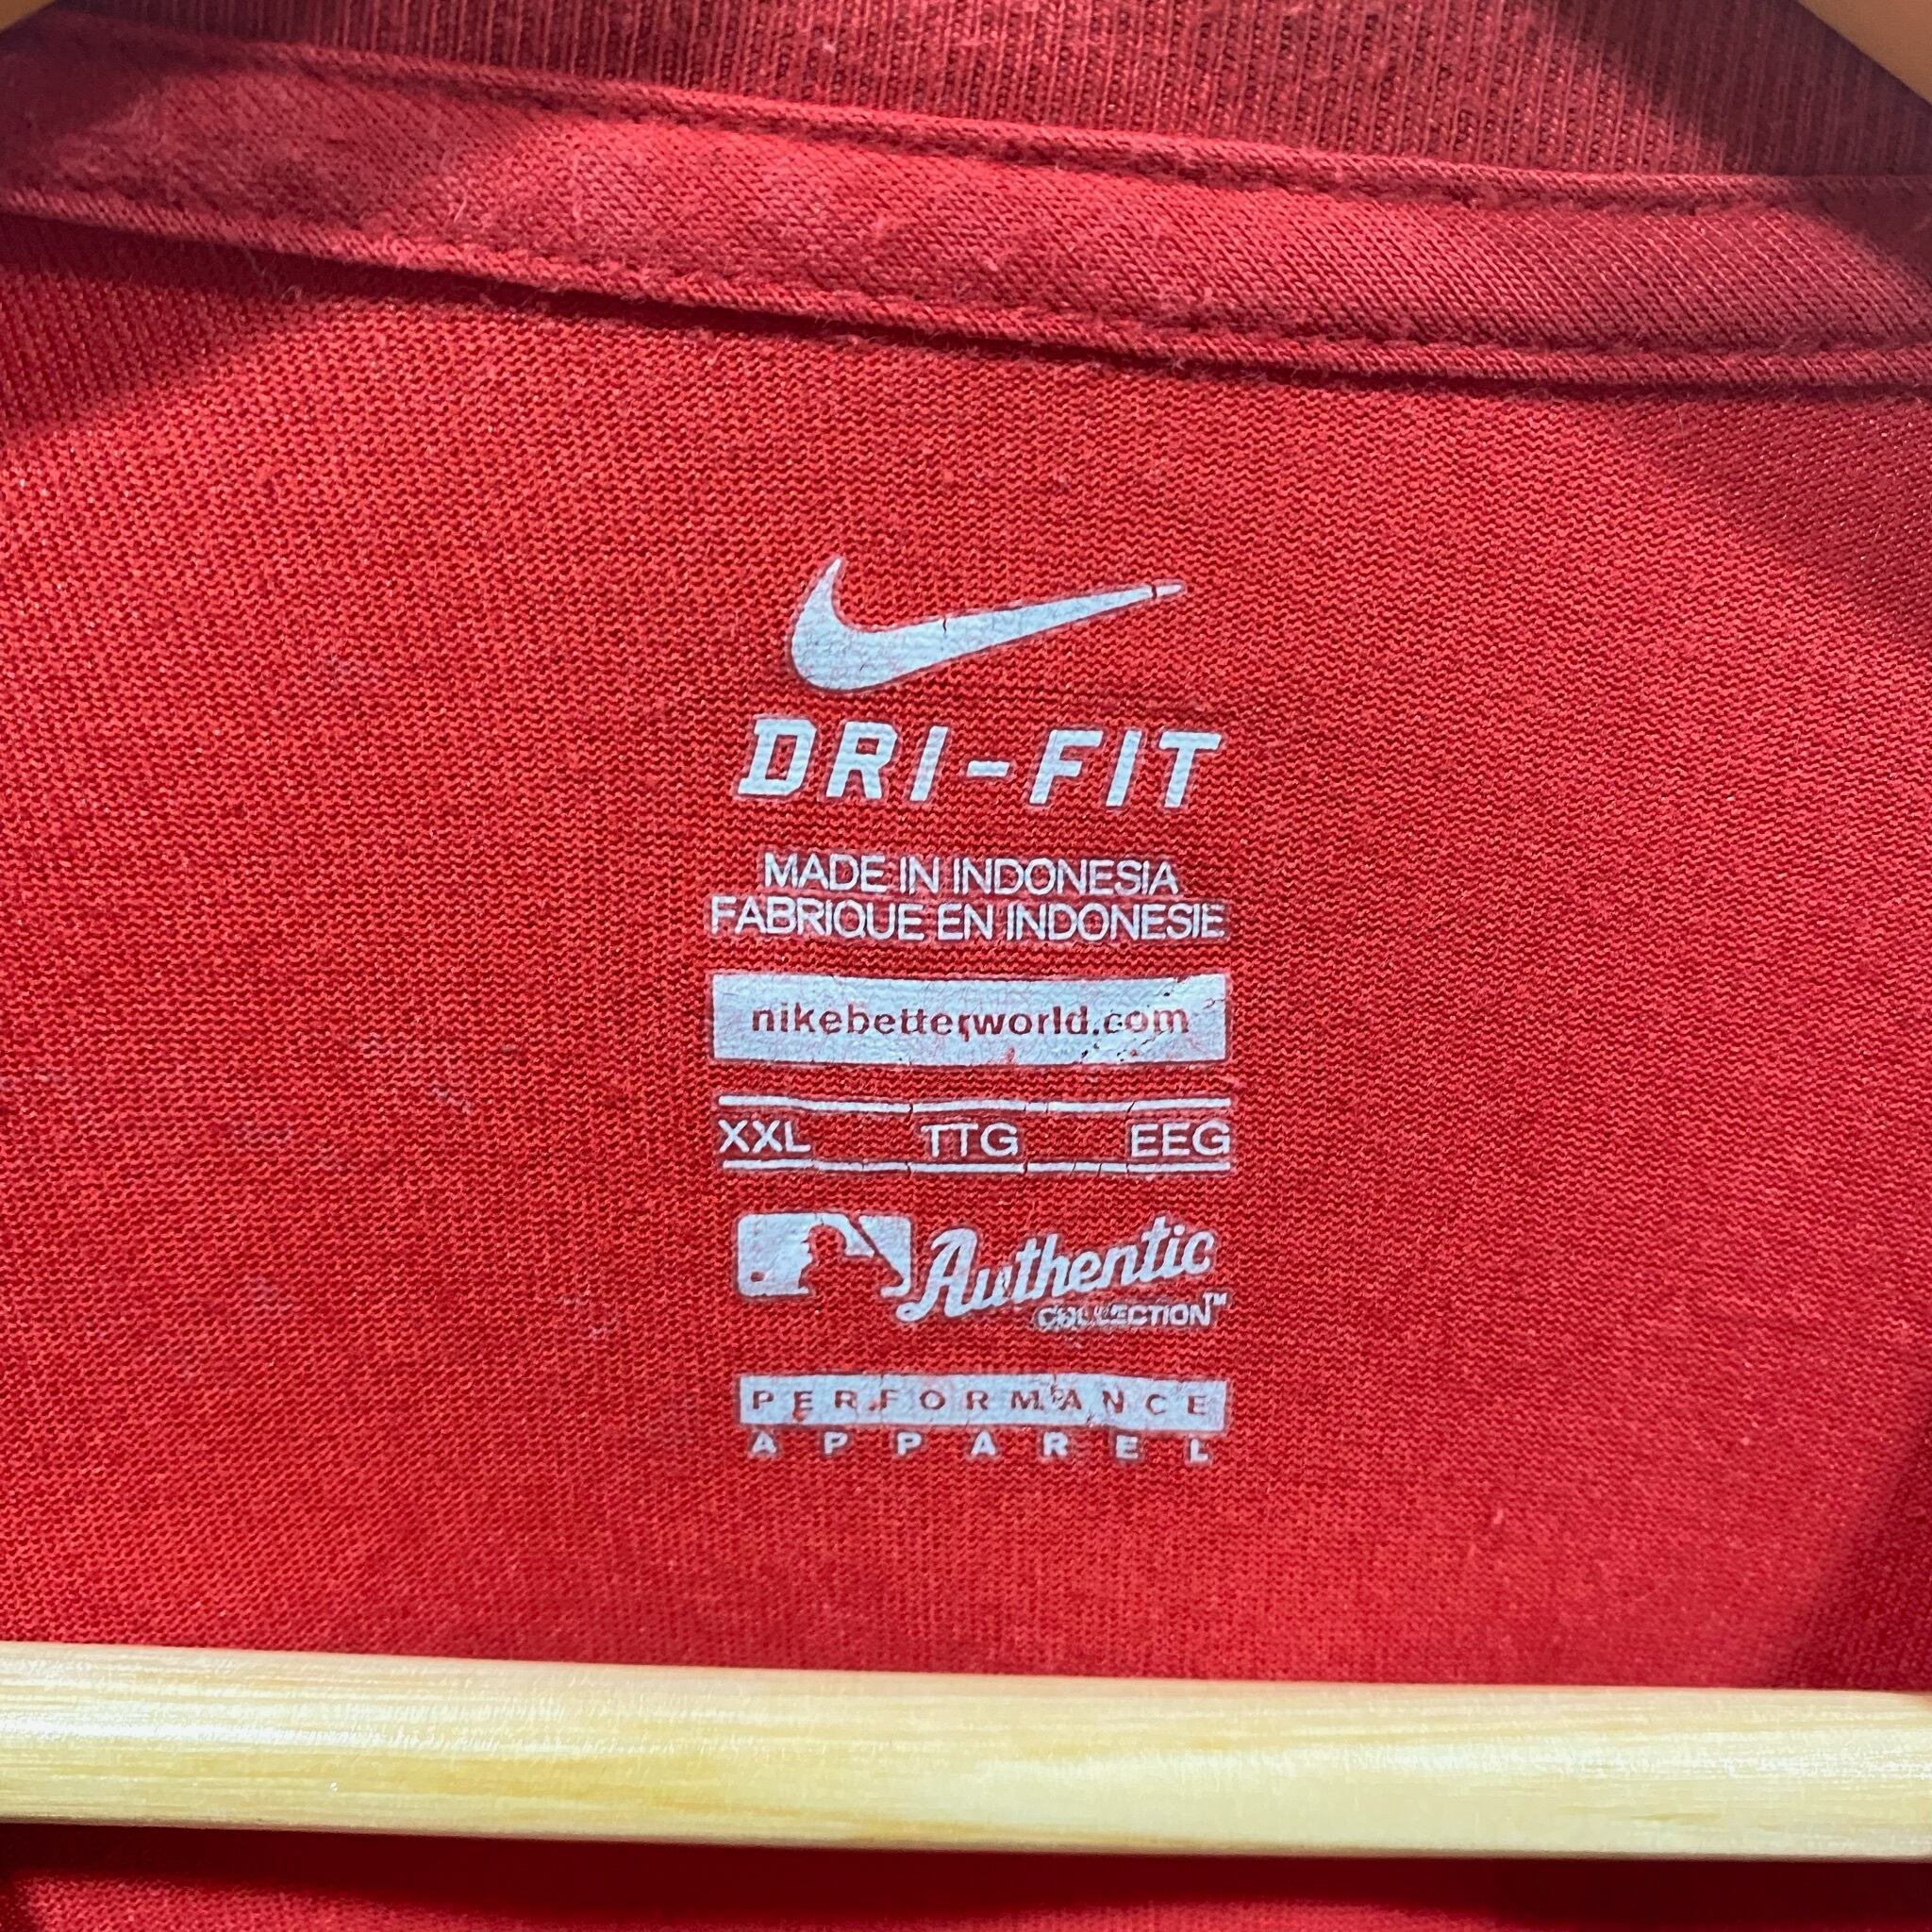 DRI-FIT
MADE IN INDONESIA
FABRIQUE EN INDONESIE
nikebetterworld.com
XXL TTG EEG
Authentic
COLLECTION™
PERFORMANCE
APPAREL